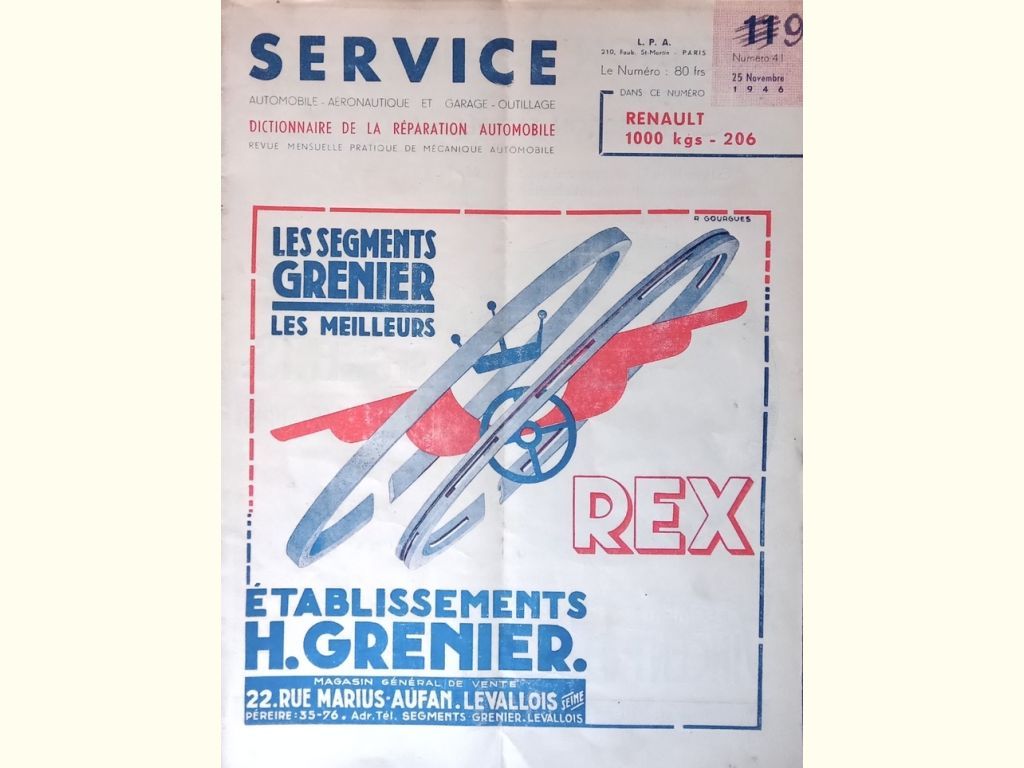 SERVICE
AUTOMOBILE - AÉRONAUTIQUE ET GARAGE - OUTILLAGE
DICTIONNAIRE DE LA RÉPARATION AUTOMOBILE
REVUE MENSUELLE PRATIQUE DE MÉCANIQUE AUTOMOBILE
L. P. A.
210, Faub. St-Martin - PARIS
Le Numéro : 80 frs
DANS CE NUMÉRO
RENAULT
1000 kgs - 206
119
Numéro 41
25 Novembre
1946
R GOURGUES
LES SEGMENTS
GRENIER
LES MEILLEURS
REX
ÉTABLISSEMENTS
H. GRENIER.
MAGASIN GÉNÉRAL DE VENTE
22. RUE MARIUS-AUFAN. LEVALLOIS SEINE
PÉREIRE: 35-76. Adr. Tél. SEGMENTS GRENIER. LEVALLOIS